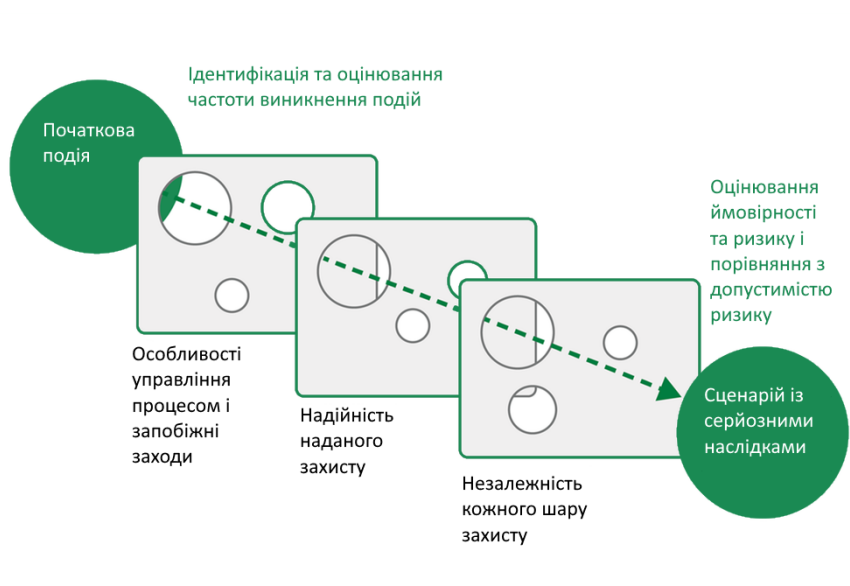 Ідентифікація та оцінювання
частоти виникнення подій
Початкова
подія
Оцінювання
ймовірності
та ризику і
порівняння з
допустимістю
ризику
Особливості
управління
процесом і
запобіжні
заходи
Надійність
наданого
захисту
Незалежність
кожного шару
захисту
Сценарій із
серйозними
наслідками